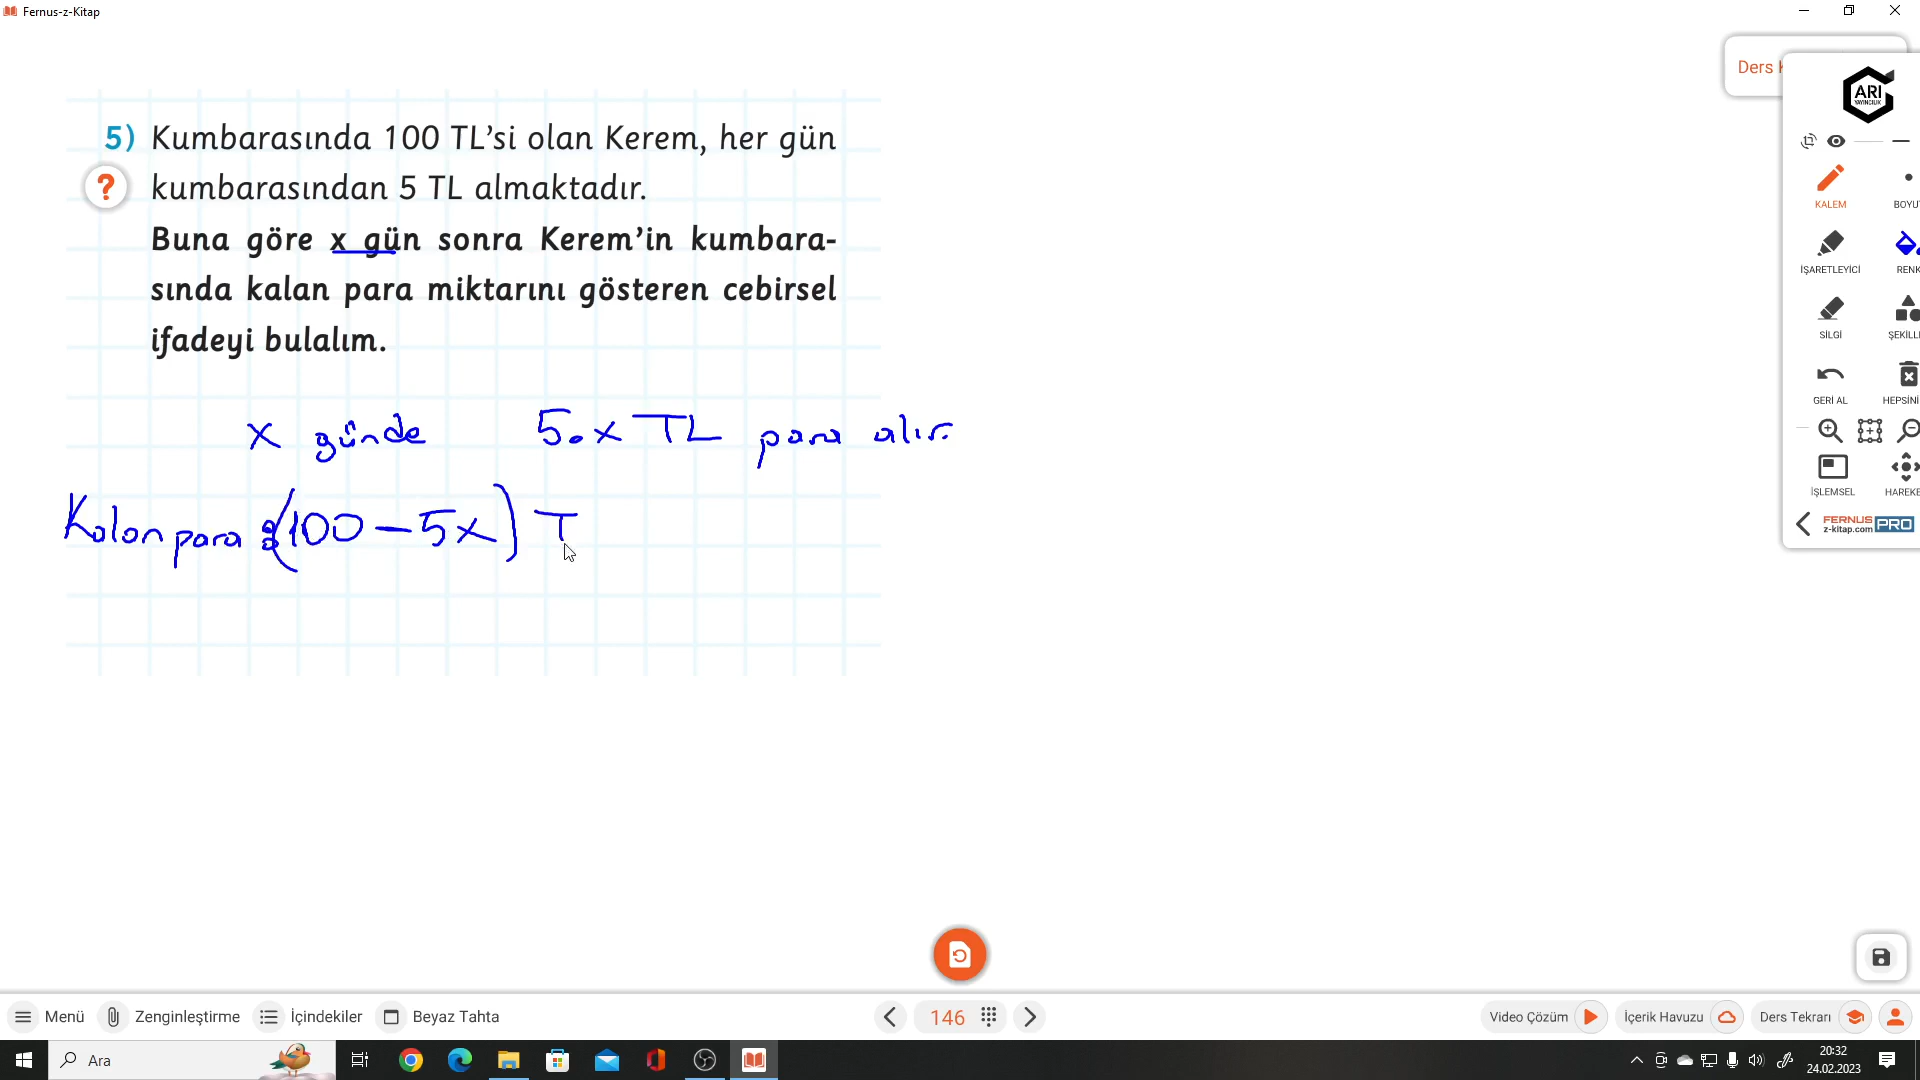 Fernus-z-Kitap
Ders K
ARI
YAYINCILIK
5) Kumbarasında 100 TL'si olan Kerem, her gün
? kumbarasından 5 TL almaktadır.
Buna göre x gün sonra Kerem'in kumbara-
sında kalan para miktarını gösteren cebirsel
ifadeyi bulalım.
x günde 5.x TL para alır.
Kalan para : (100 - 5x) T
KALEM BOYU
İŞARETLEYİCİ RENK
SİLGİ ŞEKİLL
GERİ AL HEPSİNİ
İŞLEMSEL HAREKE
FERNUS
z-kitap.com PRO
Menü Zenginleştirme İçindekiler Beyaz Tahta 146 Video Çözüm İçerik Havuzu Ders Tekrarı
Ara
20:32
24.02.2023